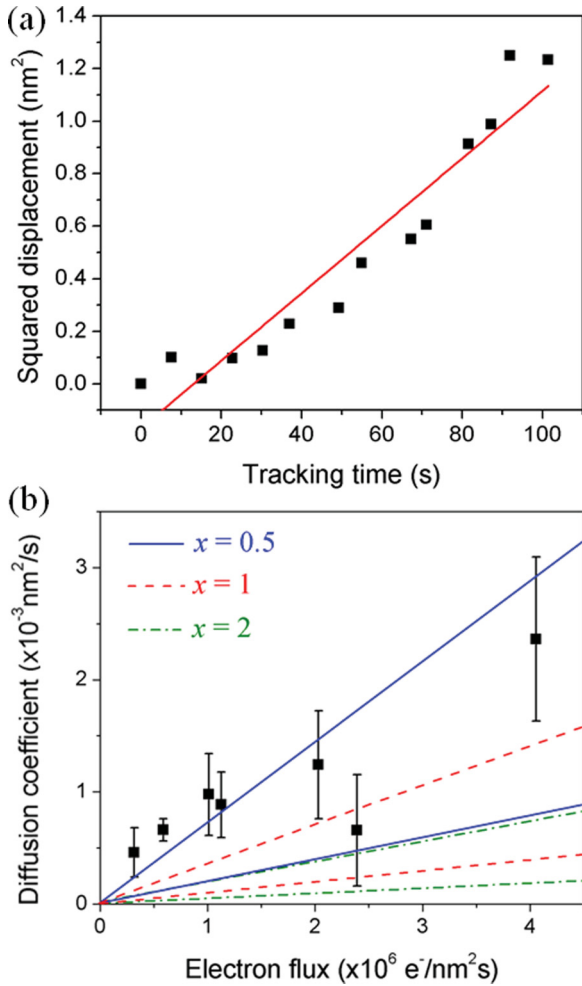 (a)
1.4
1.2
1.0
0.8
0.6
0.4
0.2
0.0
Squared displacement (nm²)
0 20 40 60 80 100
Tracking time (s)
(b)
x = 0.5
x = 1
x = 2
3
2
1
0
Diffusion coefficient (x10⁻³nm²/s)
0 1 2 3 4
Electron flux (x10⁶ e⁻/nm²s)